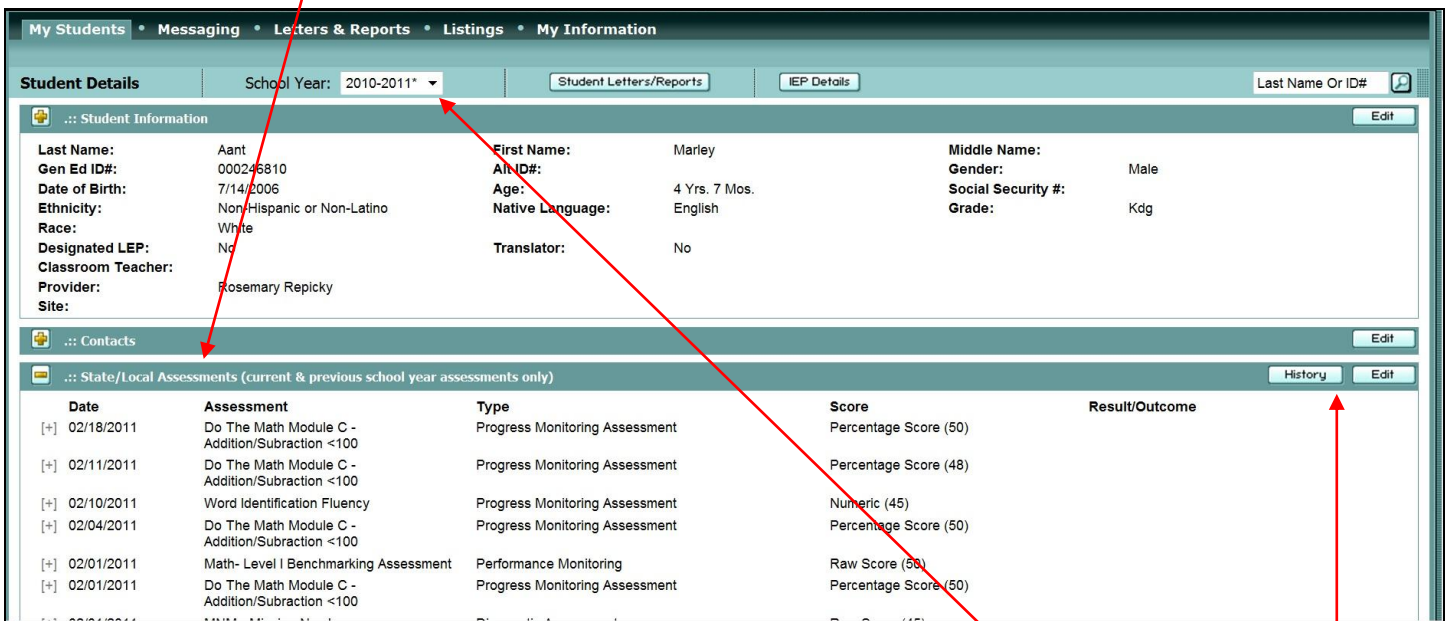 My Students • Messaging • Letters & Reports • Listings • My Information
Student Details School Year: 2010-2011* Student Letters/Reports IEP Details Last Name Or ID#
.:: Student Information Edit
Last Name: Aant First Name: Marley Middle Name:
Gen Ed ID#: 000246810 Alt ID#: Gender: Male
Date of Birth: 7/14/2006 Age: 4 Yrs. 7 Mos. Social Security #:
Ethnicity: Non-Hispanic or Non-Latino Native Language: English Grade: Kdg
Race: White
Designated LEP: No Translator: No
Classroom Teacher:
Provider: Rosemary Repicky
Site:
.:: Contacts Edit
.:: State/Local Assessments (current & previous school year assessments only) History Edit
Date Assessment Type Score Result/Outcome
[+] 02/18/2011 Do The Math Module C - Progress Monitoring Assessment Percentage Score (50)
Addition/Subraction <100
[+] 02/11/2011 Do The Math Module C - Progress Monitoring Assessment Percentage Score (48)
Addition/Subraction <100
[+] 02/10/2011 Word Identification Fluency Progress Monitoring Assessment Numeric (45)
[+] 02/04/2011 Do The Math Module C - Progress Monitoring Assessment Percentage Score (50)
Addition/Subraction <100
[+] 02/01/2011 Math- Level I Benchmarking Assessment Performance Monitoring Raw Score (50)
[+] 02/01/2011 Do The Math Module C - Progress Monitoring Assessment Percentage Score (50)
Addition/Subraction <100